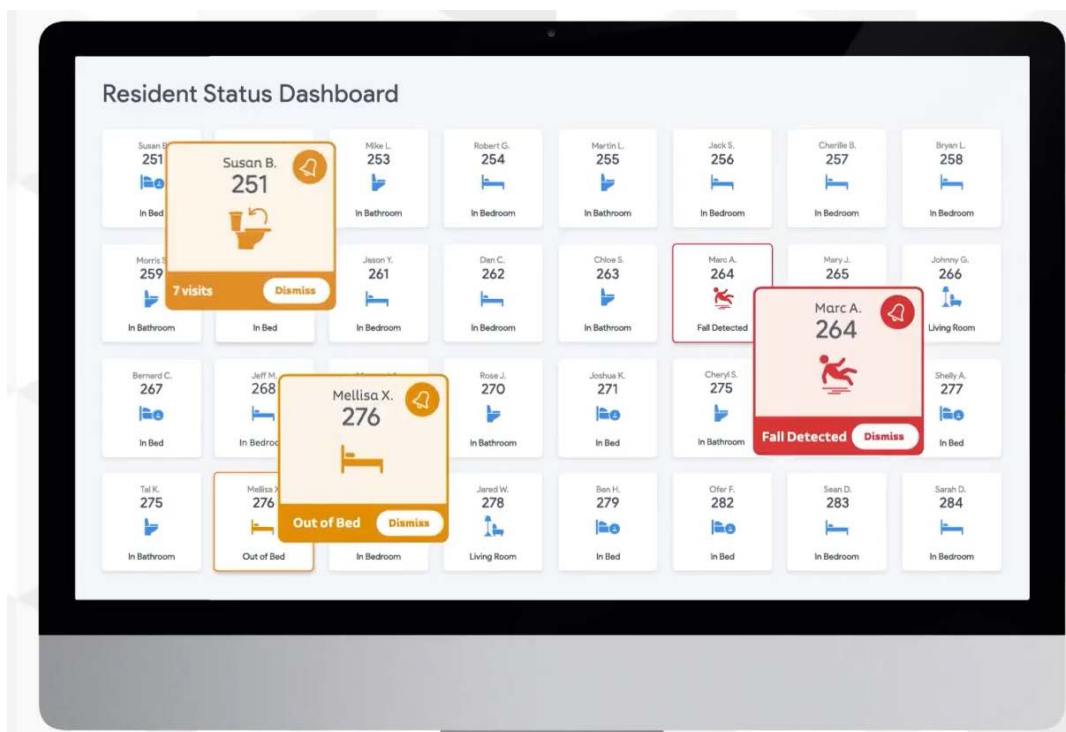 Resident Status Dashboard
Susan B
251
In Bed
Susan B.
251
7 visits
Dismiss
Mike L.
253
In Bathroom
Robert G.
254
In Bedroom
Martin L.
255
In Bathroom
Jack S.
256
In Bedroom
Cherille B.
257
In Bedroom
Bryan L.
258
In Bedroom
Morris S
259
In Bathroom
In Bed
Jason Y.
261
In Bedroom
Dan C.
262
In Bedroom
Chloe S.
263
In Bathroom
Marc A.
264
Fall Detected
Mary J.
265
Johnny G.
266
Living Room
Marc A.
264
Fall Detected
Dismiss
Bernard C.
267
In Bed
Jeff M.
268
In Bedroo
Mellisa X.
276
Out of Bed
Dismiss
Rose J.
270
In Bathroom
Joshua K.
271
In Bed
Cheryl S.
275
In Bathroom
Shelly A.
277
In Bed
Tal K.
275
In Bathroom
Mellisa X
276
Out of Bed
In Bedroom
Jared W.
278
Living Room
Ben H.
279
In Bed
Ofer F.
282
In Bed
Sean D.
283
In Bedroom
Sarah D.
284
In Bedroom